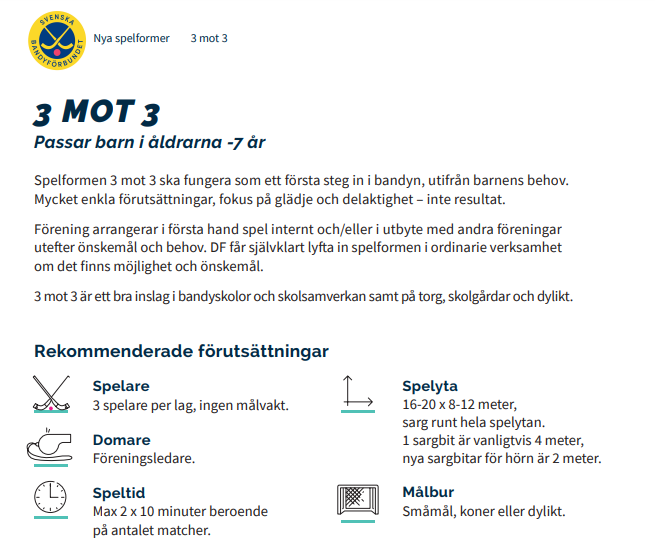 SVENSKA
BANDYFÖRBUNDET
Nya spelformer 3 mot 3
3 MOT 3
Passar barn i åldrarna -7 år
Spelformen 3 mot 3 ska fungera som ett första steg in i bandyn, utifrån barnens behov.
Mycket enkla förutsättningar, fokus på glädje och delaktighet – inte resultat.
Förening arrangerar i första hand spel internt och/eller i utbyte med andra föreningar
utefter önskemål och behov. DF får självklart lyfta in spelformen i ordinarie verksamhet
om det finns möjlighet och önskemål.
3 mot 3 är ett bra inslag i bandyskolor och skolsamverkan samt på torg, skolgårdar och dylikt.
Rekommenderade förutsättningar
Spelare
3 spelare per lag, ingen målvakt.
Domare
Föreningsledare.
Speltid
Max 2 x 10 minuter beroende
på antalet matcher.
Spelyta
16-20 x 8-12 meter,
sarg runt hela spelytan.
1 sargbit är vanligtvis 4 meter,
nya sargbitar för hörn är 2 meter.
Målbur
Småmål, koner eller dylikt.